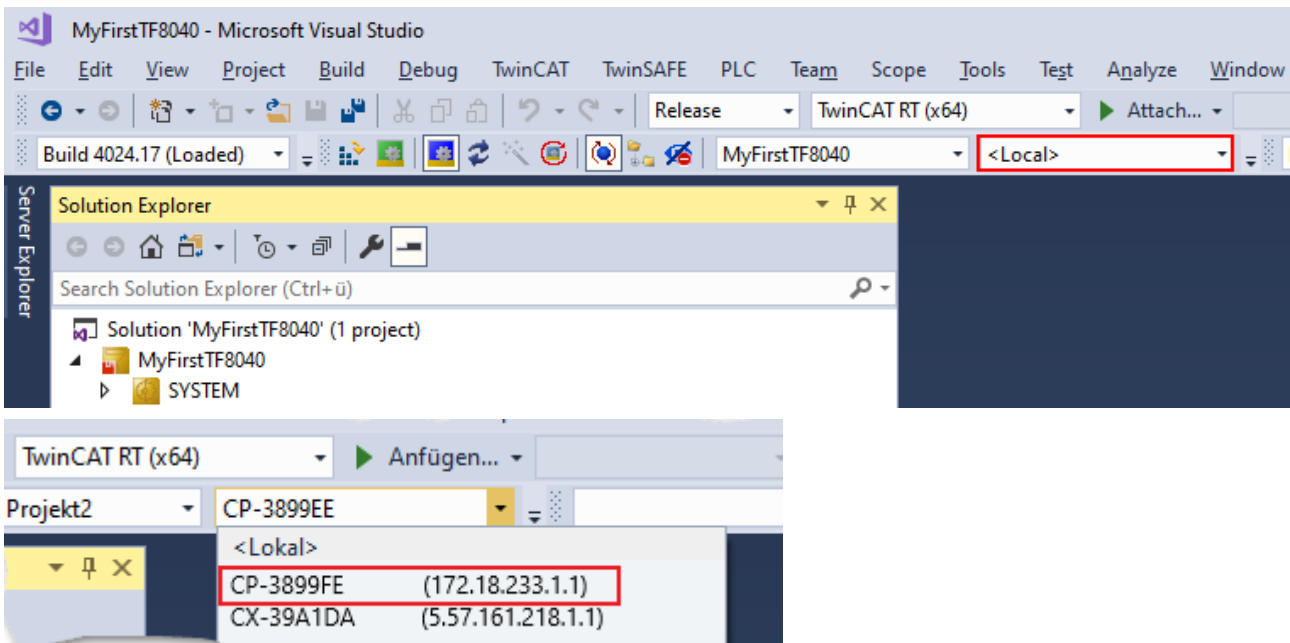 MyFirstTF8040 - Microsoft Visual Studio
File Edit View Project Build Debug TwinCAT TwinSAFE PLC Team Scope Tools Test Analyze Window
Release TwinCAT RT (x64) Attach...
Build 4024.17 (Loaded) MyFirstTF8040 <Local>
Server Explorer
Solution Explorer
Search Solution Explorer (Ctrl+ü)
Solution 'MyFirstTF8040' (1 project)
MyFirstTF8040
SYSTEM
TwinCAT RT (x64) Anfügen...
Projekt2 CP-3899EE
<Lokal>
CP-3899FE (172.18.233.1.1)
CX-39A1DA (5.57.161.218.1.1)